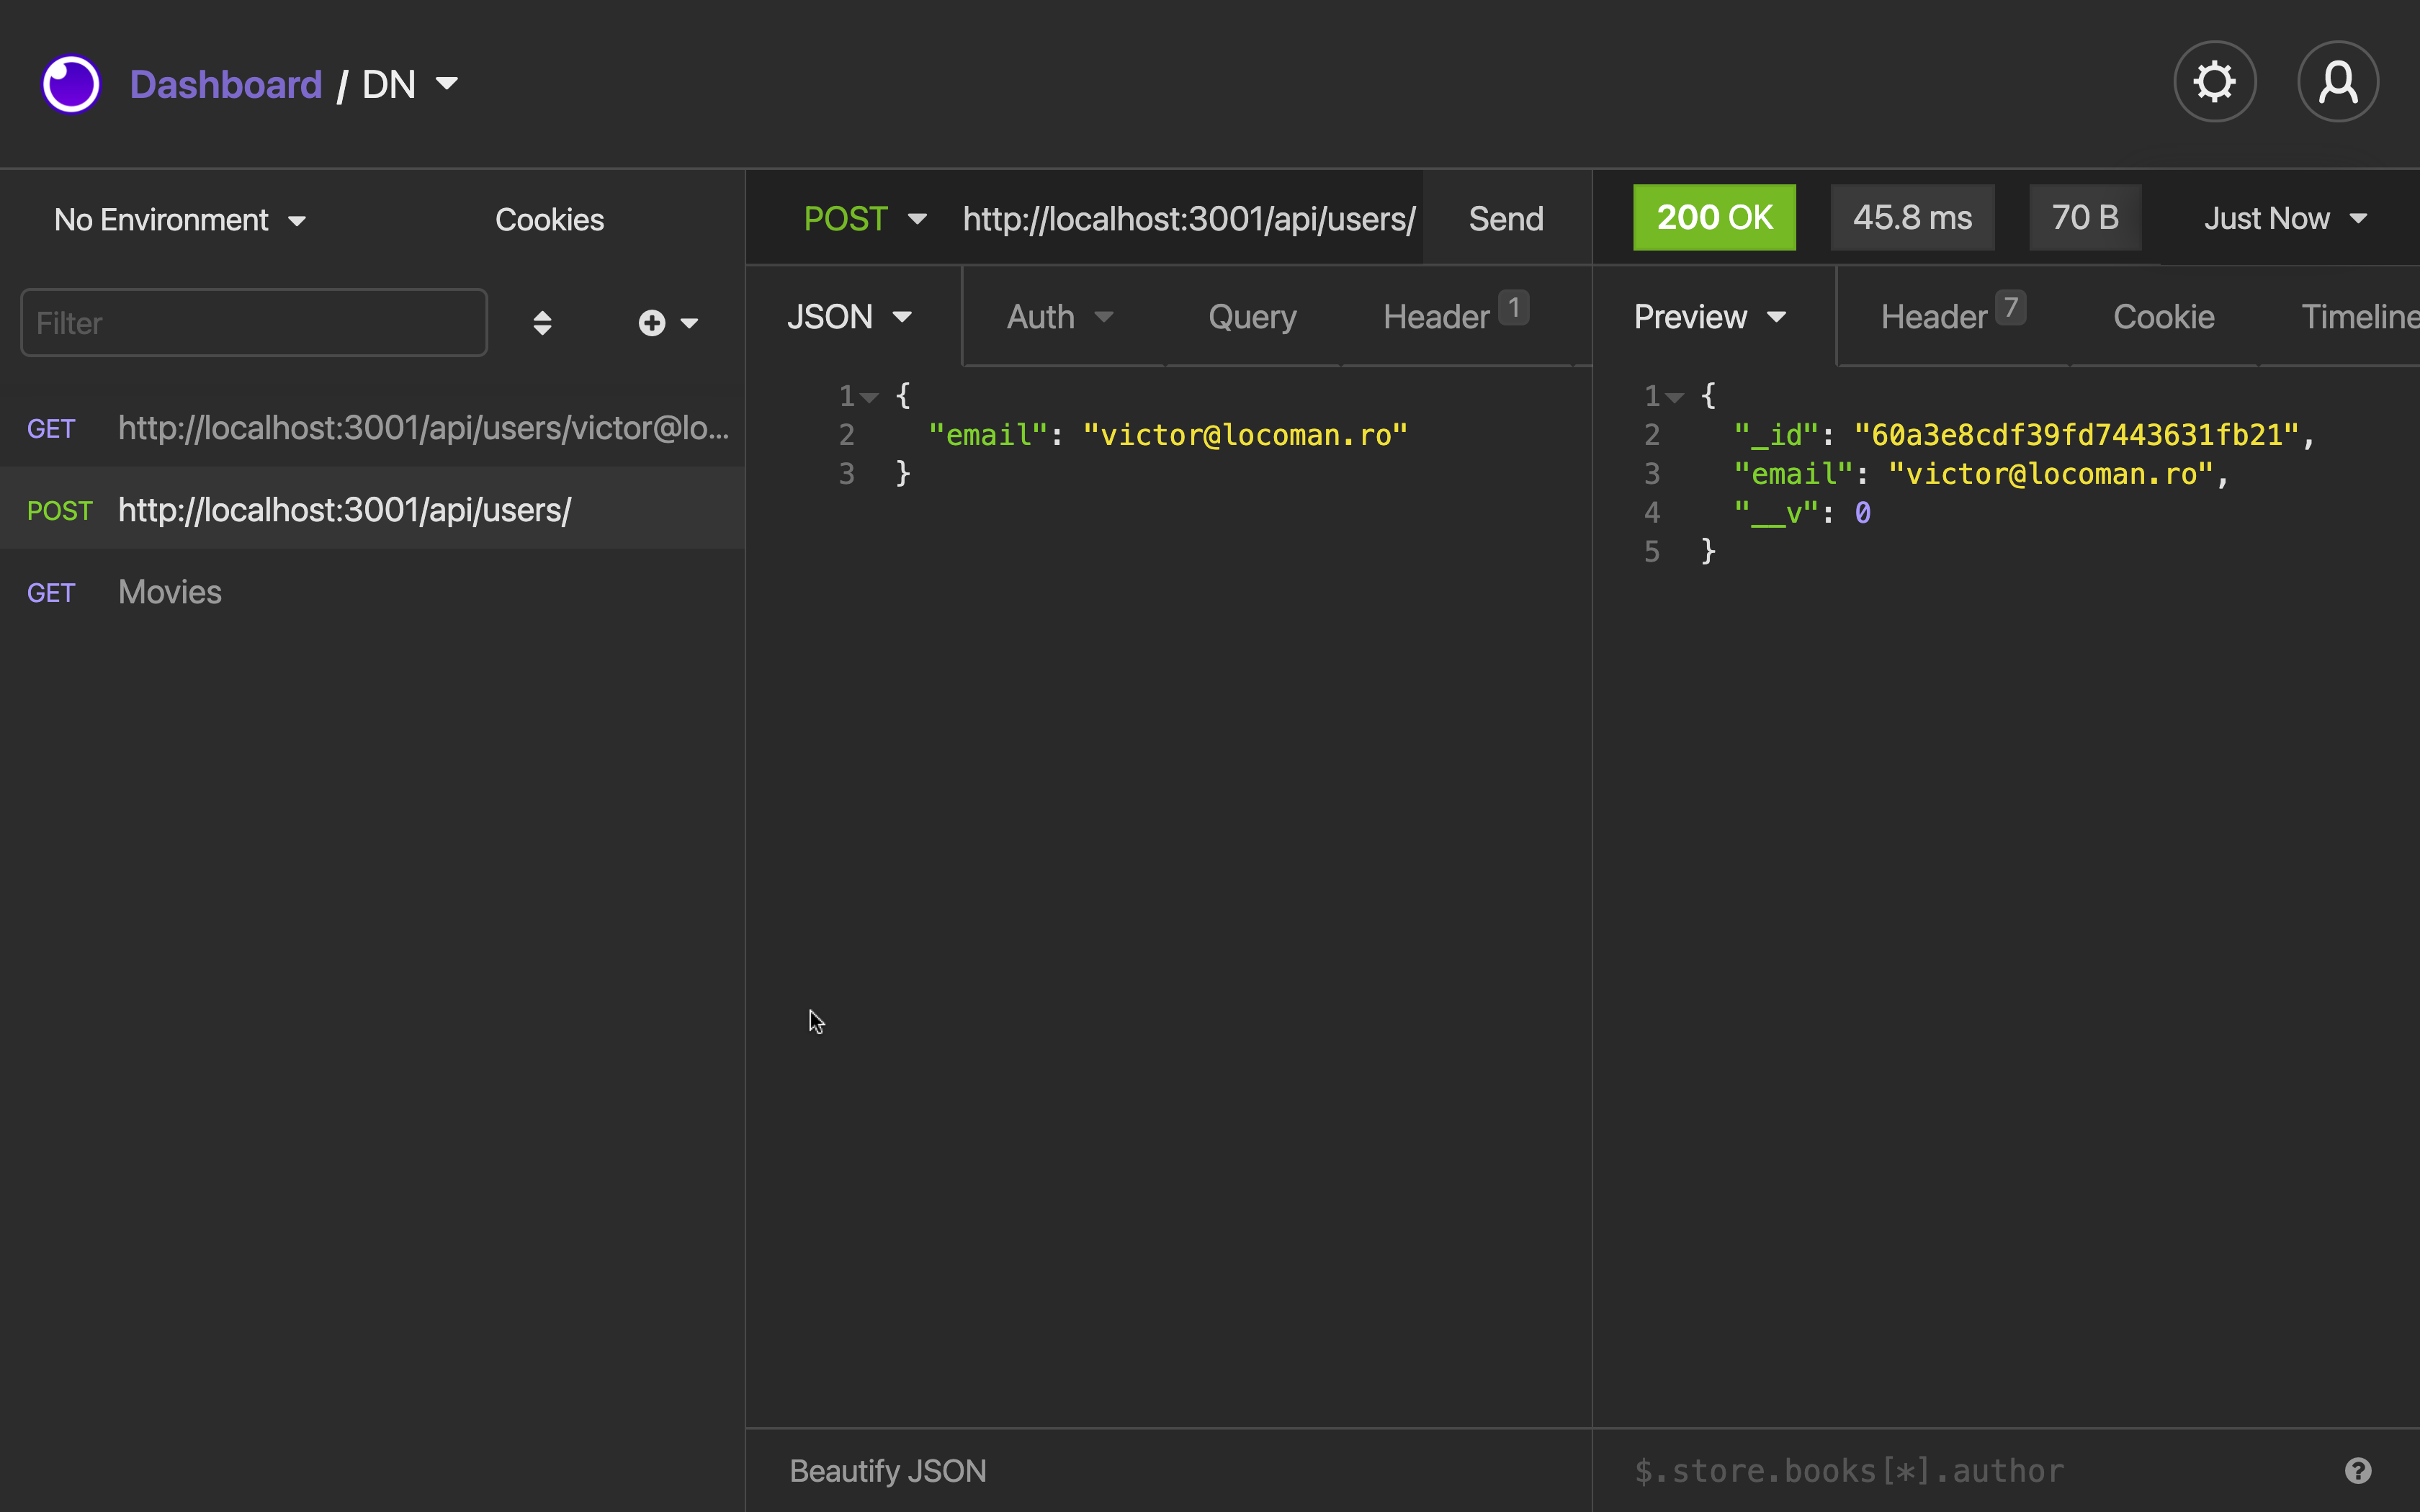 Dashboard / DN
No Environment
Cookies
Filter
GET http://localhost:3001/api/users/victor@lo...
POST http://localhost:3001/api/users/
GET Movies
POST http://localhost:3001/api/users/ Send
JSON Auth Query Header 1
1 {
2 "email": "victor@locoman.ro"
3 }
Beautify JSON
200 OK 45.8 ms 70 B Just Now
Preview Header 7 Cookie Timeline
1 {
2 "_id": "60a3e8cdf39fd7443631fb21",
3 "email": "victor@locoman.ro",
4 "__v": 0
5 }
$.store.books[*].author